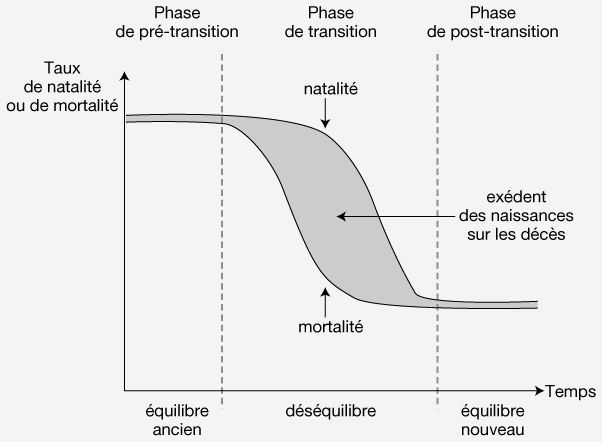 Phase
de pré-transition
Phase
de transition
Phase
de post-transition
Taux
de natalité
ou de mortalité
natalité
exédent
des naissances
sur les décès
mortalité
Temps
équilibre
ancien
déséquilibre
équilibre
nouveau